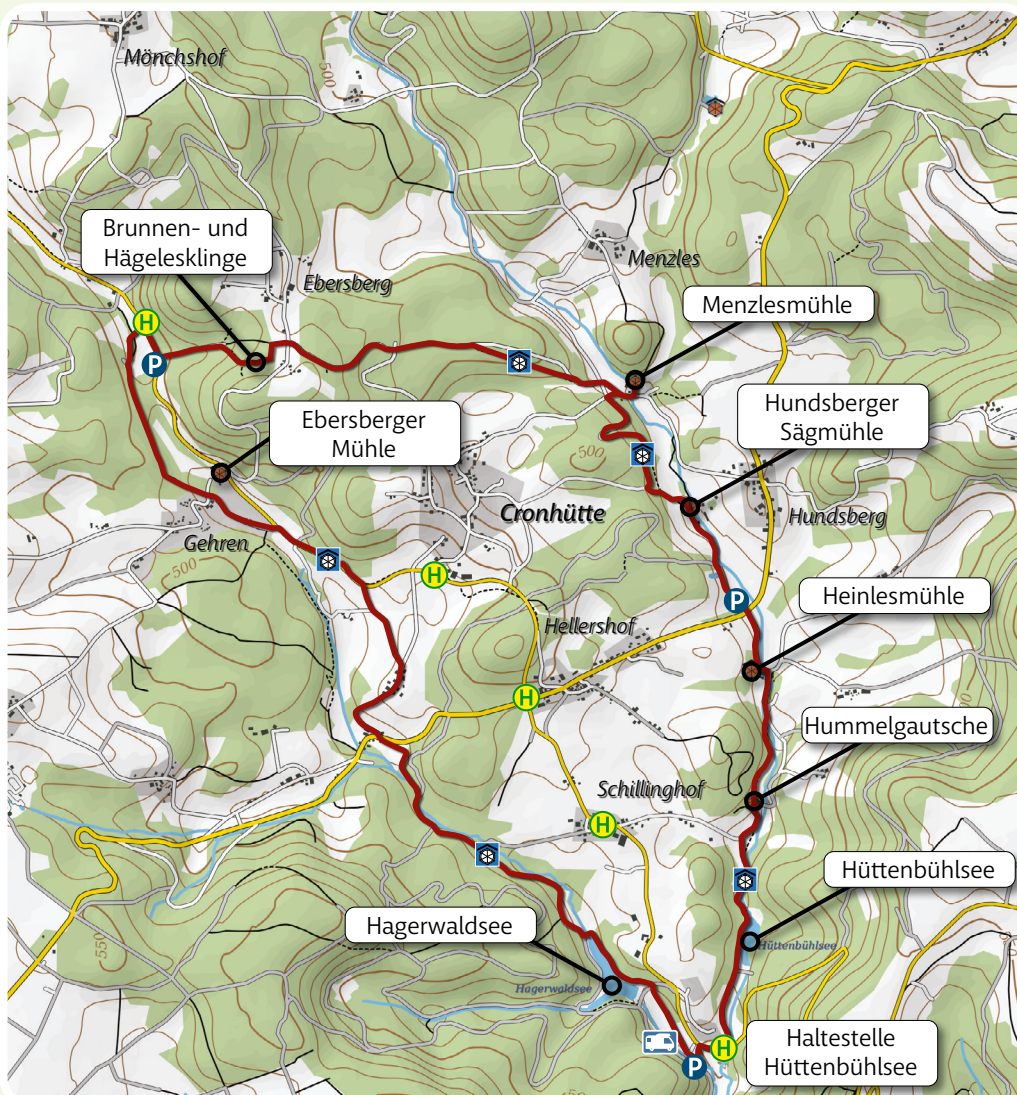 Mönchshof
500
Brunnen- und
Hägelesklinge
Ebersberg
Menzles
Menzlesmühle
H
P
Ebersberger
Mühle
Hundsberger
Sägmühle
500
Cronhütte
Hundsberg
Gehren
500
H
P
Heinlesmühle
Hellershof
H
Hummelgautsche
Schillinghof
H
Hüttenbühlsee
Hagerwaldsee
550
Hüttenbühlsee
Hagerwaldsee
H
P
Haltestelle
Hüttenbühlsee